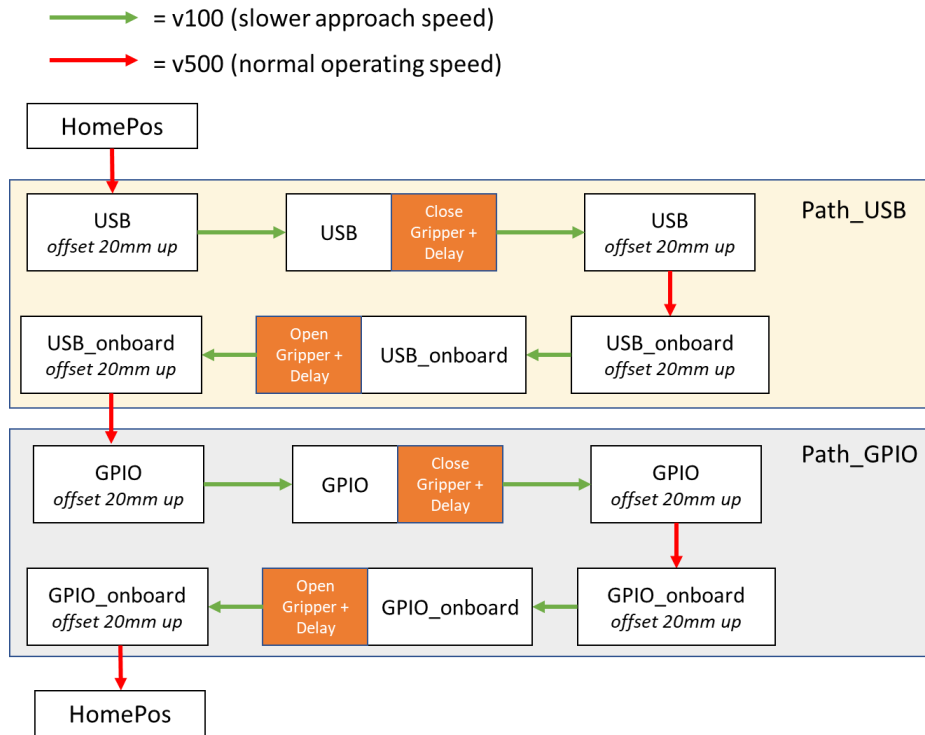 = v100 (slower approach speed)
= v500 (normal operating speed)
HomePos
Path_USB
USB
offset 20mm up
USB
Close
Gripper +
Delay
USB
offset 20mm up
USB_onboard
offset 20mm up
Open
Gripper +
Delay
USB_onboard
USB_onboard
offset 20mm up
Path_GPIO
GPIO
offset 20mm up
GPIO
Close
Gripper +
Delay
GPIO
offset 20mm up
GPIO_onboard
offset 20mm up
Open
Gripper +
Delay
GPIO_onboard
GPIO_onboard
offset 20mm up
HomePos